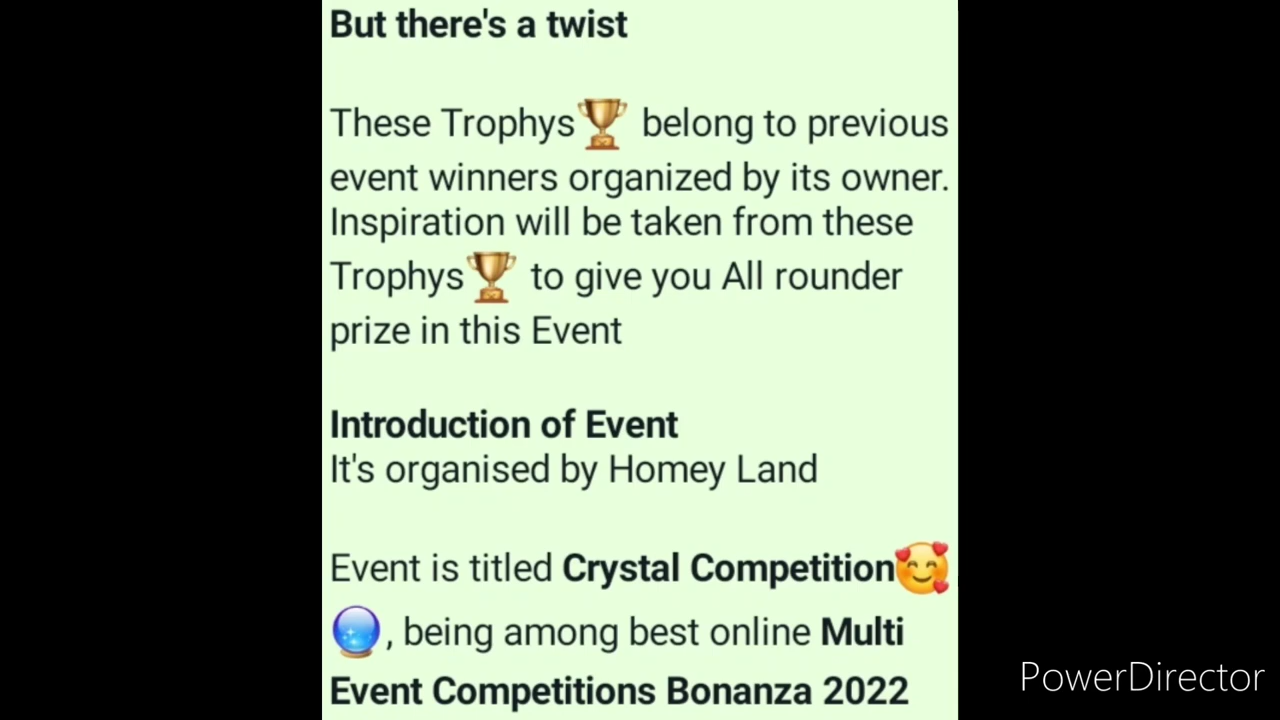 But there's a twist
These Trophys🏆 belong to previous
event winners organized by its owner.
Inspiration will be taken from these
Trophys🏆 to give you All rounder
prize in this Event
Introduction of Event
It's organised by Homey Land
Event is titled Crystal Competition🥰
🔮, being among best online Multi
Event Competitions Bonanza 2022
PowerDirector